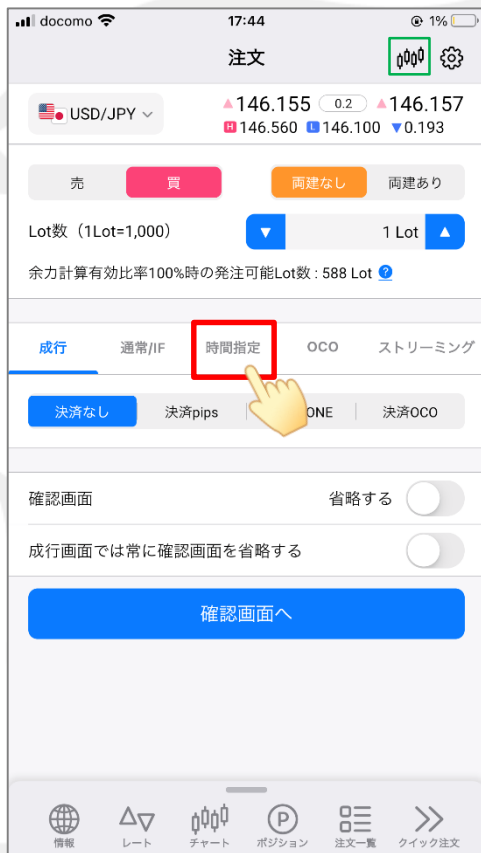 docomo 17:44 1%
注文
USD/JPY ▲146.155 0.2 ▲146.157
H 146.560 L 146.100 ▼0.193
売 買 両建なし 両建あり
Lot数（1Lot=1,000） ▼ 1 Lot ▲
余力計算有効比率100%時の発注可能Lot数 : 588 Lot ?
成行 通常/IF 時間指定 OCO ストリーミング
決済なし 決済pips ONE 決済OCO
確認画面 省略する
成行画面では常に確認画面を省略する
確認画面へ
情報 レート チャート ポジション 注文一覧 クイック注文